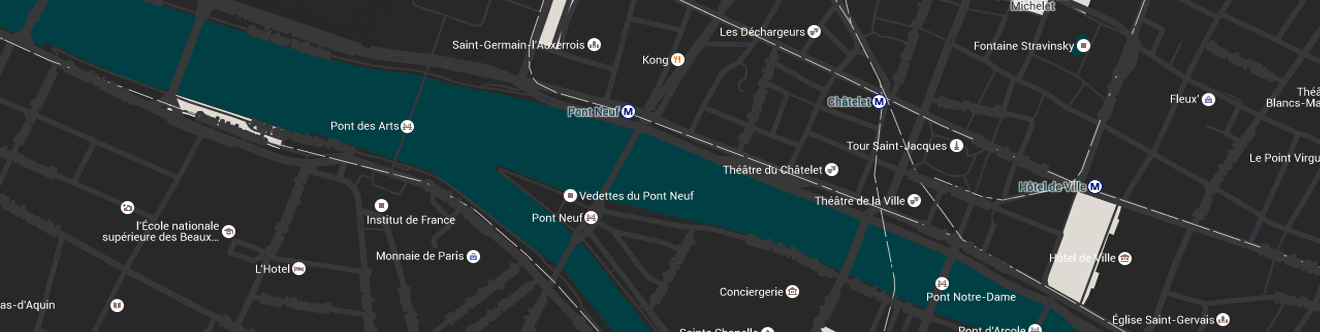 Michelet
Les Déchargeurs
Saint-Germain-l'Auxerrois
Fontaine Stravinsky
Kong
Fleux'
Blancs-Ma
Châtelet M
Pont Neuf M
Pont des Arts
Tour Saint-Jacques
Le Point Virgu
Théâtre du Châtelet
Hôtel de Ville M
Vedettes du Pont Neuf
Théâtre de la Ville
Institut de France
Pont Neuf
l'École nationale
supérieure des Beaux...
Monnaie de Paris
Hôtel de Ville
L'Hotel
Conciergerie
Pont Notre-Dame
as-d'Aquin
Église Saint-Gervais
Pont d'Arcole